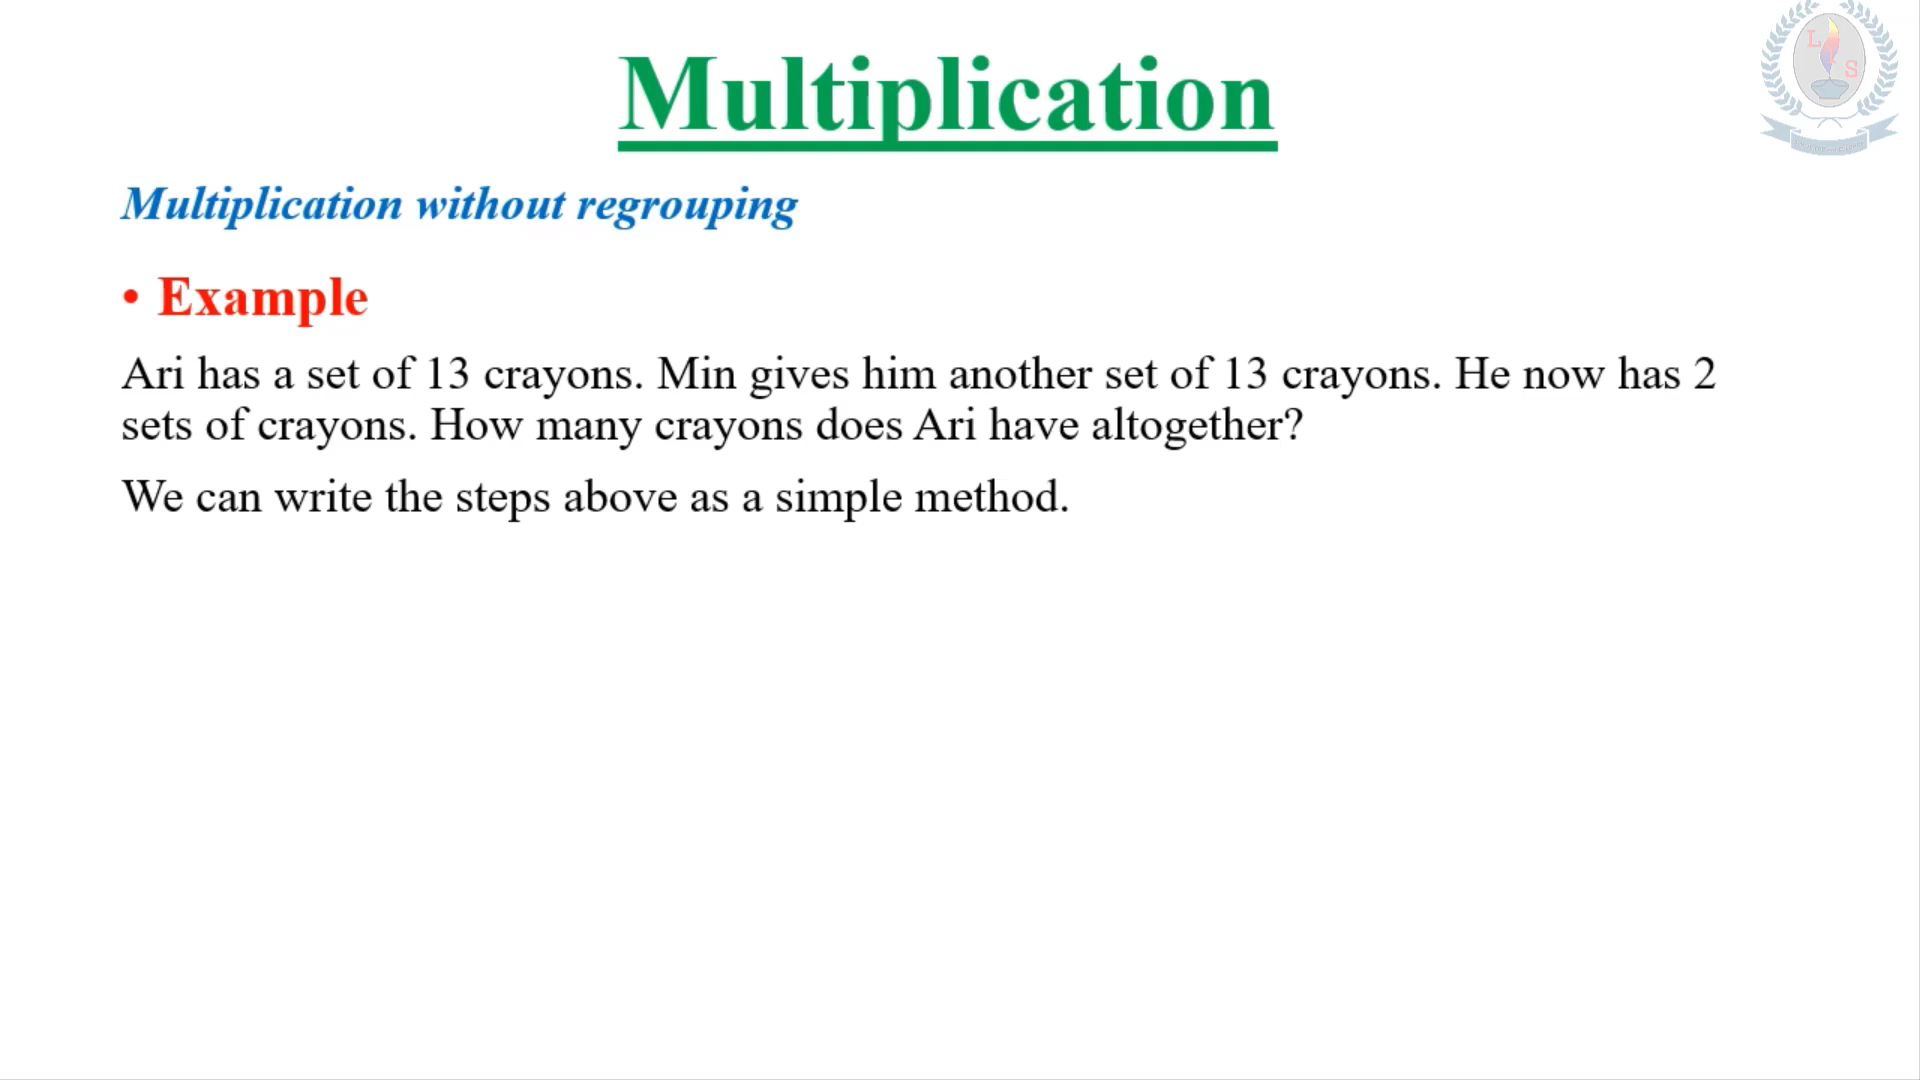 Multiplication
L
S
Multiplication without regrouping
• Example
Ari has a set of 13 crayons. Min gives him another set of 13 crayons. He now has 2
sets of crayons. How many crayons does Ari have altogether?
We can write the steps above as a simple method.